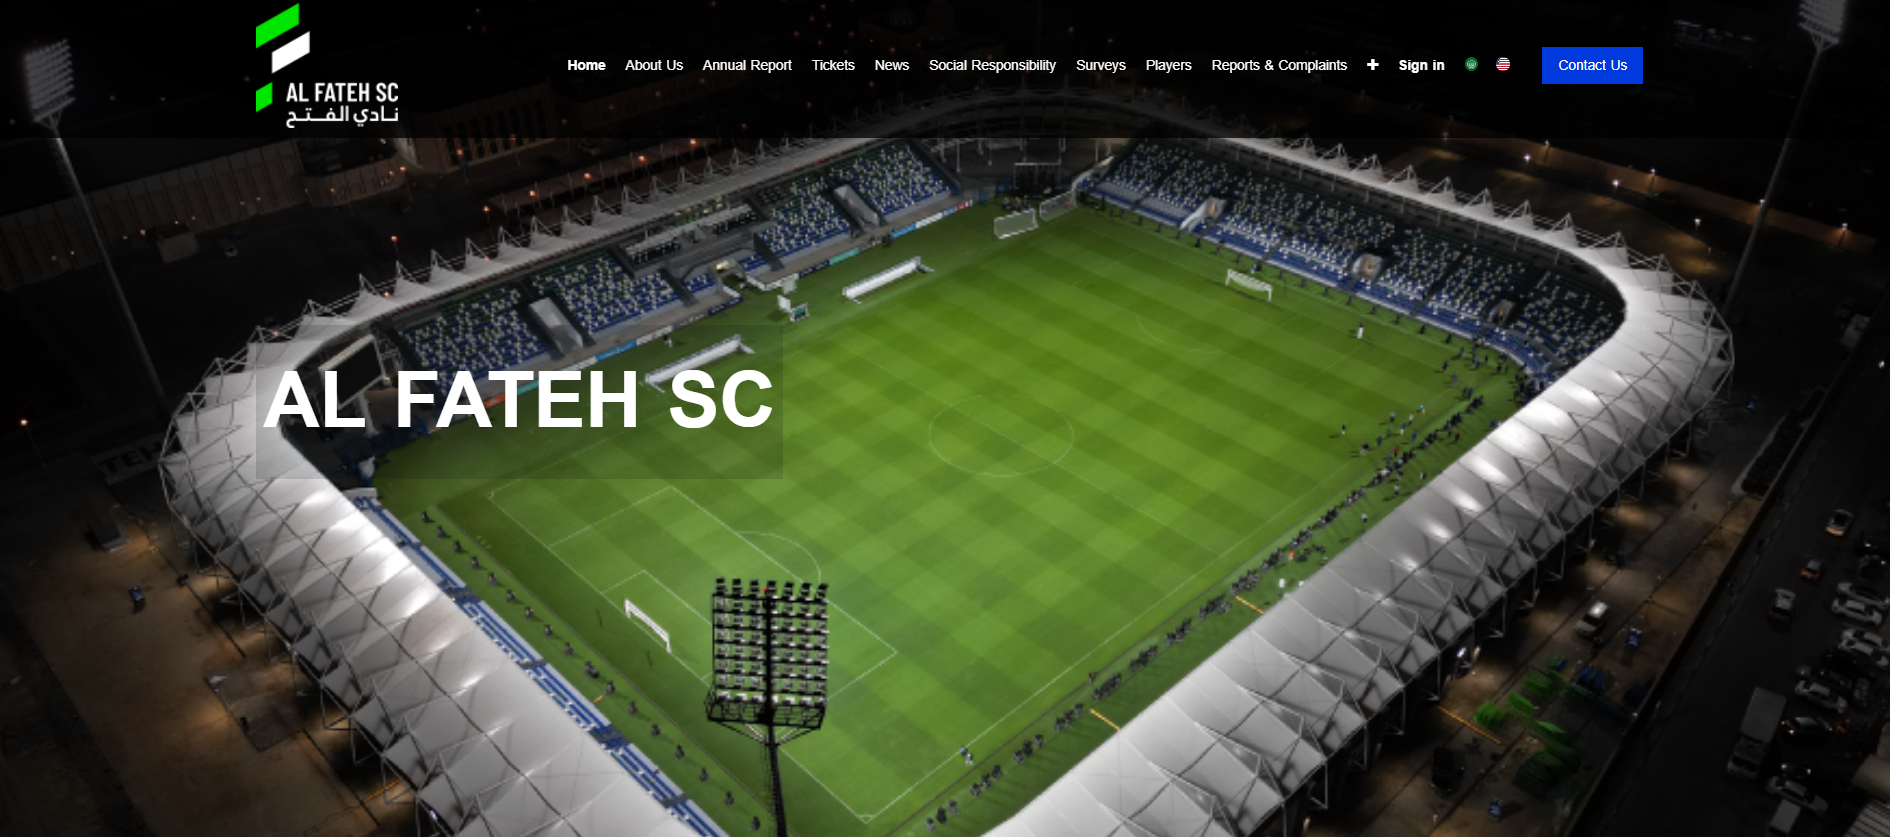 AL FATEH SC
نادي الفتح
Home About Us Annual Report Tickets News Social Responsibility Surveys Players Reports & Complaints + Sign in Contact Us
AL FATEH SC